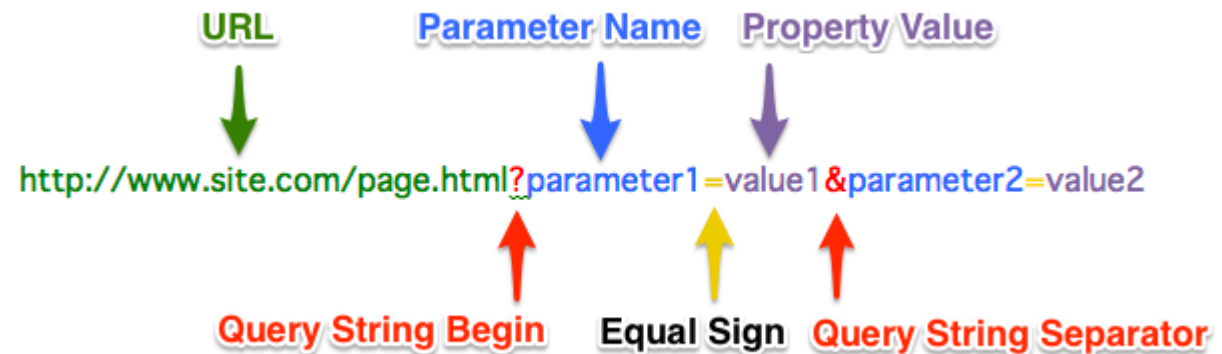 URL Parameter Name Property Value
http://www.site.com/page.html?parameter1=value1&parameter2=value2
Query String Begin Equal Sign Query String Separator